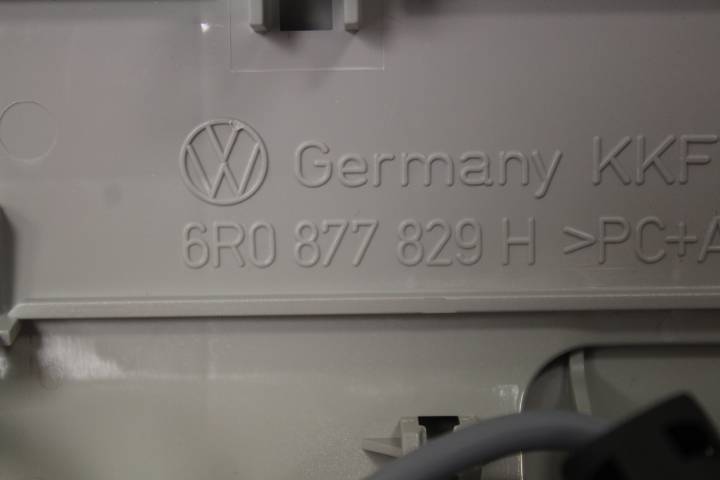 Germany KKF
6R0 877 829 H >PC+A